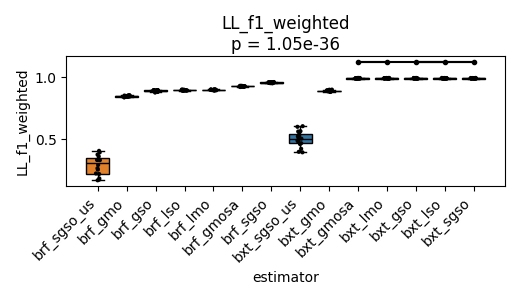 LL_f1_weighted
p = 1.05e-36
LL_f1_weighted
1.0
0.5
brf_sgso_us
brf_gmo
brf_gso
brf_lso
brf_lmo
brf_gmosa
brf_sgso
bxt_sgso_us
bxt_gmo
bxt_gmosa
bxt_lmo
bxt_gso
bxt_lso
bxt_sgso
estimator